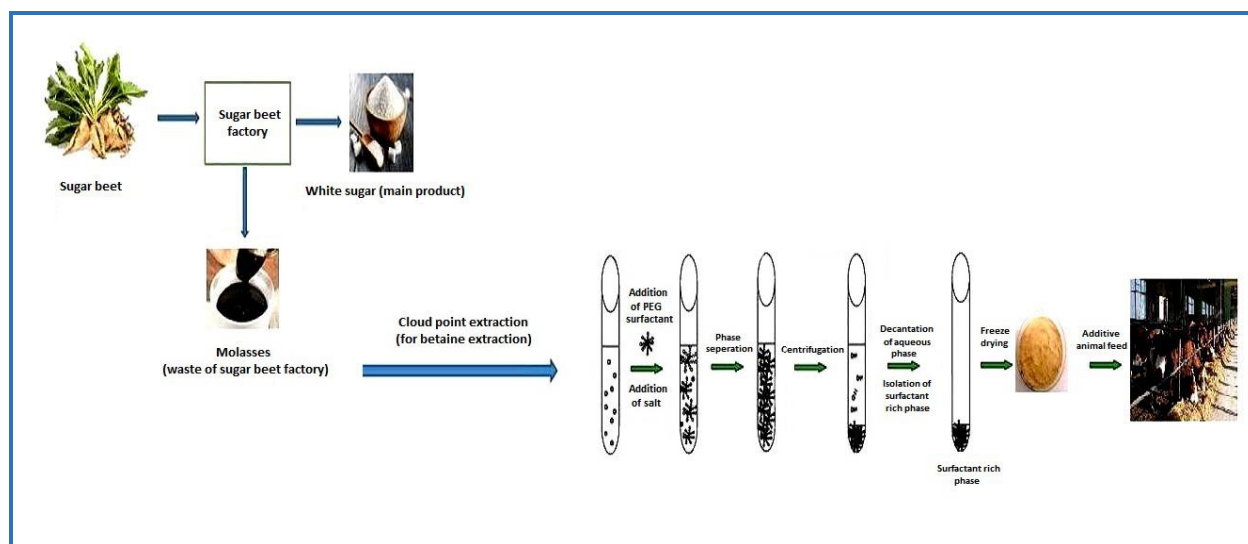 Sugar beet
Sugar beet
factory
White sugar (main product)
Molasses
(waste of sugar beet factory)
Cloud point extraction
(for betaine extraction)
Addition
of PEG
surfactant
Addition
of salt
Phase
seperation
Centrifugation
Decantation
of aqueous
phase
Isolation of
surfactant
rich phase
Surfactant rich
phase
Freeze
drying
Additive
animal feed